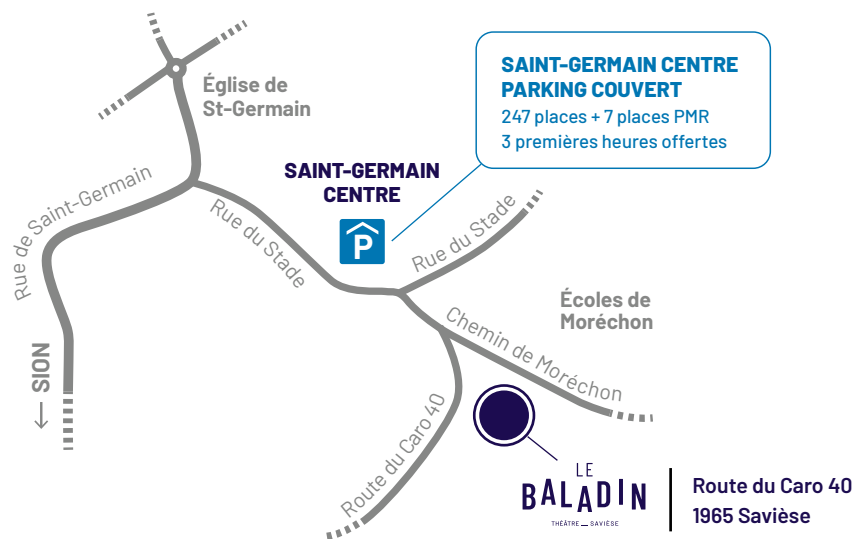 Église de
St-Germain
SAINT-GERMAIN CENTRE
PARKING COUVERT
247 places + 7 places PMR
3 premières heures offertes
SAINT-GERMAIN
CENTRE
P
Rue de Saint-Germain
Rue du Stade
Rue du Stade
Écoles de
Moréchon
Chemin de Moréchon
← SION
Route du Caro 40
LE
BALADIN
THÉÂTRE _ SAVIÈSE
Route du Caro 40
1965 Savièse